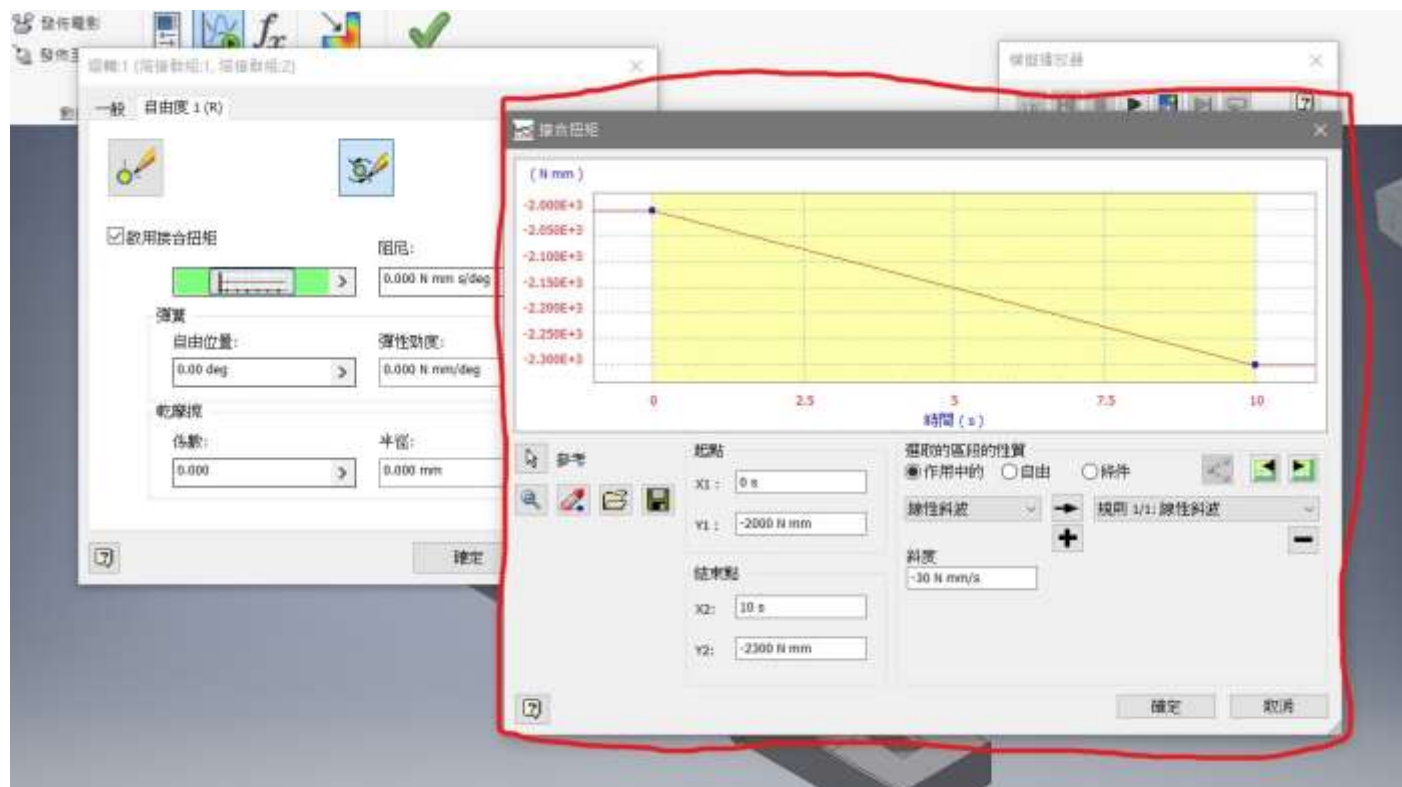 發佈電影
fx
一般 自由度 1 (R)
啟用接合扭矩
阻尼:
0.000 N mm s/deg
彈簧
自由位置:
彈性勁度:
0.00 deg
0.000 N mm/deg
乾摩擦
係數:
半徑:
0.000
0.000 mm
確定
模擬播放器
接合扭矩
( N mm )
-2.000E+3
-2.050E+3
-2.100E+3
-2.150E+3
-2.200E+3
-2.250E+3
-2.300E+3
0 2.5 5 7.5 10
時間 ( s )
參考
起點
X1: 0 s
Y1: -2000 N mm
結束點
X2: 10 s
Y2: -2300 N mm
選取的區段的性質
作用中的 自由 條件
線性斜波
規則 1/1: 線性斜波
斜度
-30 N mm/s
確定 取消